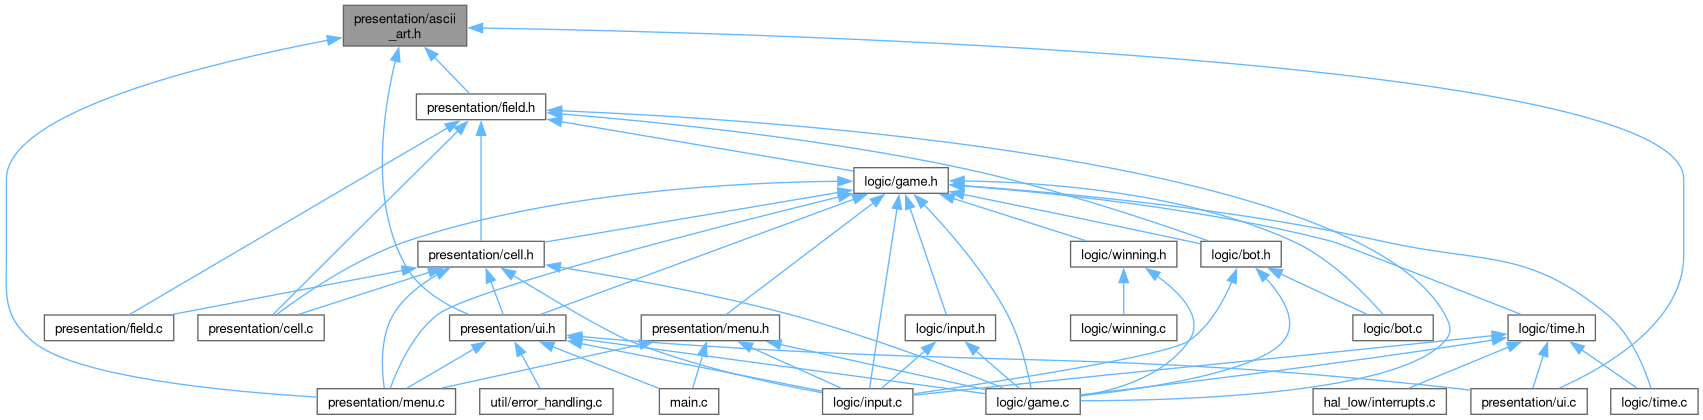 presentation/ascii
_art.h
presentation/field.h
logic/game.h
presentation/cell.h
logic/winning.h
logic/bot.h
presentation/field.c
presentation/cell.c
presentation/ui.h
presentation/menu.h
logic/input.h
logic/winning.c
logic/bot.c
logic/time.h
presentation/menu.c
util/error_handling.c
main.c
logic/input.c
logic/game.c
hal_low/interrupts.c
presentation/ui.c
logic/time.c